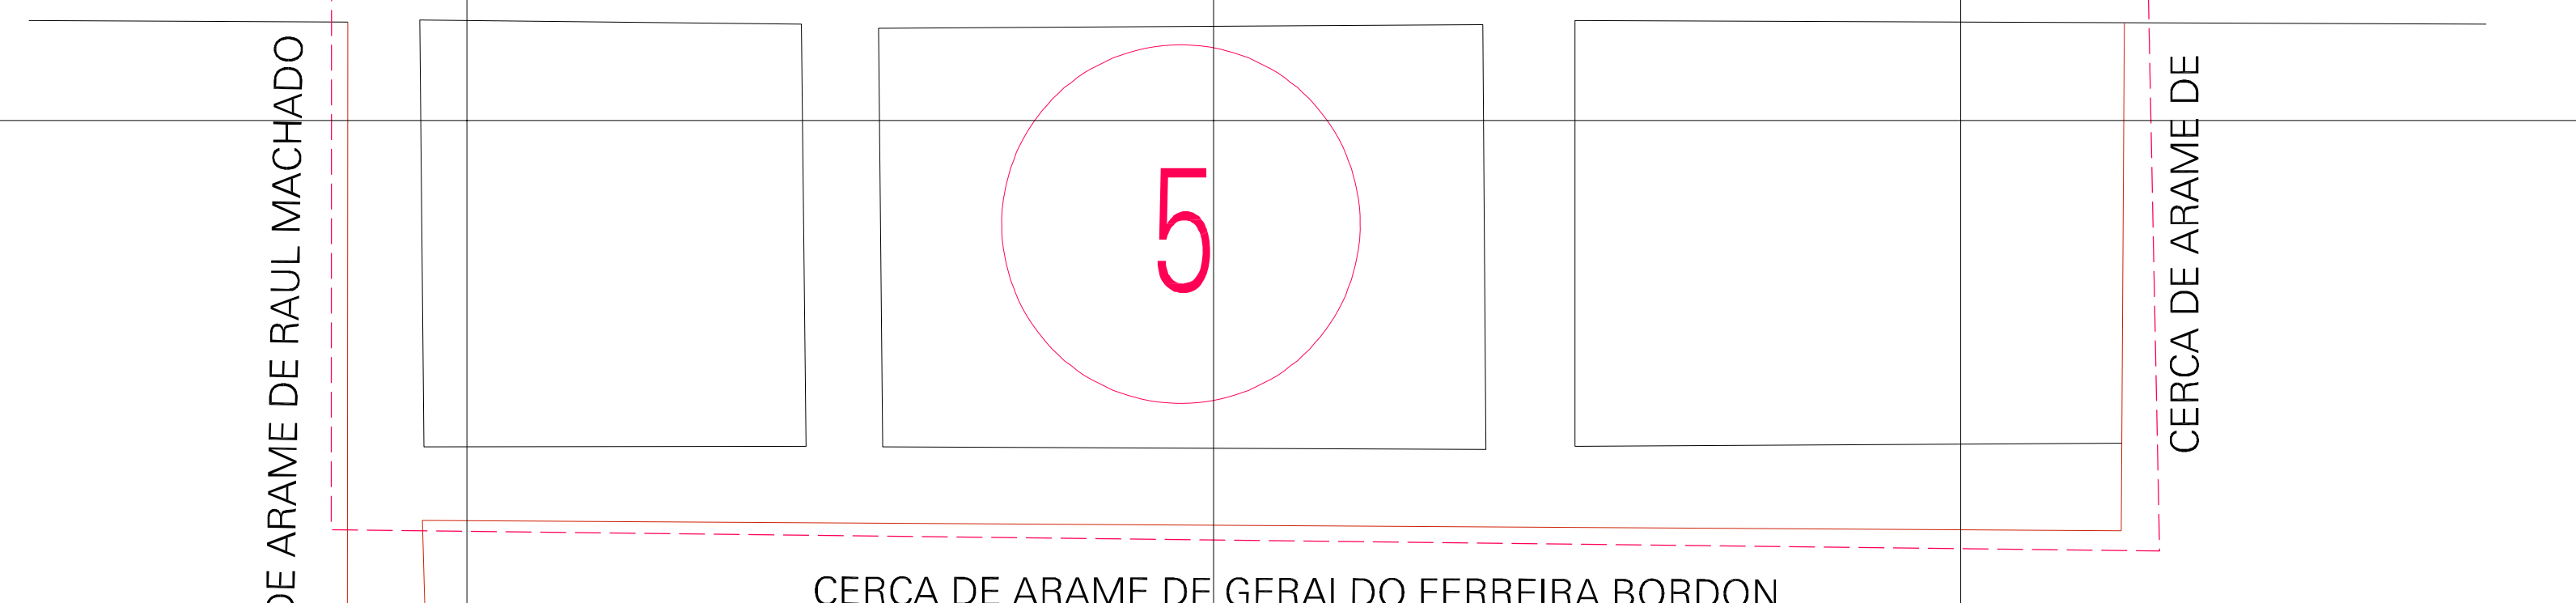 DE ARAME DE RAUL MACHADO
5
CERCA DE ARAME DE
CERCA DE ARAME DE GERALDO FERREIRA BORDON